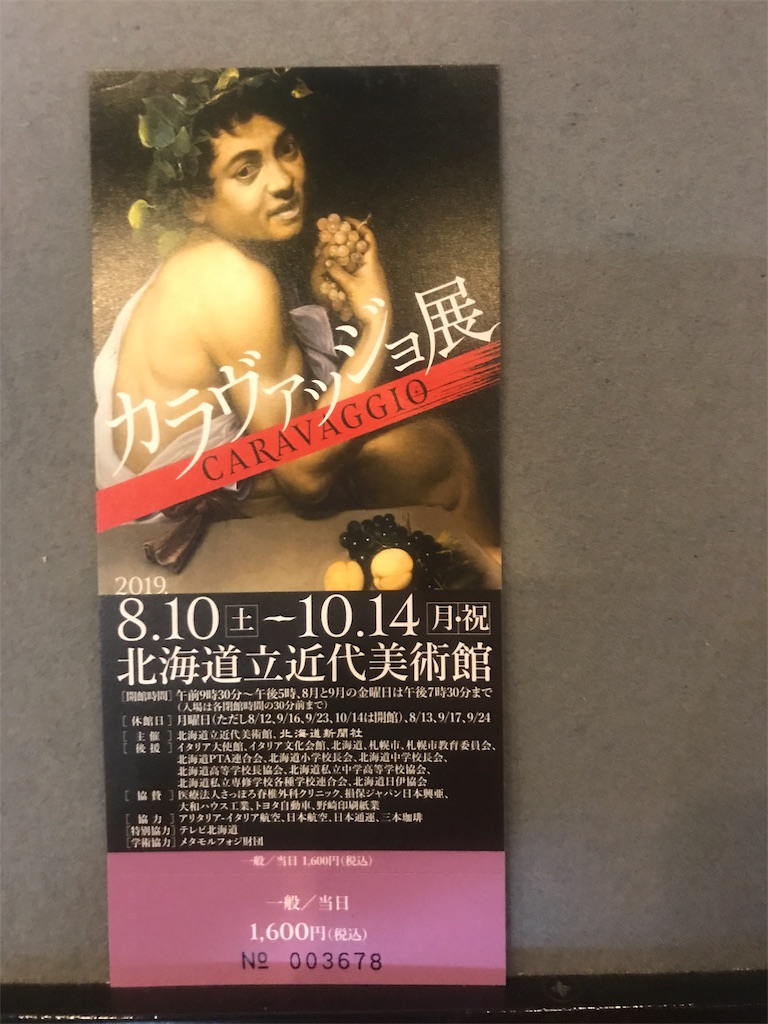 カラヴァッジョ展
CARAVAGGIO
2019.
8.10 土 ー 10.14 月・祝
北海道立近代美術館
[開館時間] 午前9時30分～午後5時、8月と9月の金曜日は午後7時30分まで
(入場は各閉館時間の30分前まで)
[休館日] 月曜日(ただし8/12、9/16、9/23、10/14は開館)、8/13、9/17、9/24
[主催] 北海道立近代美術館、北海道新聞社
[後援] イタリア大使館、イタリア文化会館、北海道、札幌市、札幌市教育委員会、
北海道PTA連合会、北海道小学校長会、北海道中学校長会、
北海道高等学校長協会、北海道私立中学高等学校協会、
北海道私立専修学校各種学校連合会、北海道日伊協会
[協賛] 医療法人さっぽろ脊椎外科クリニック、損保ジャパン日本興亜、
大和ハウス工業、トヨタ自動車、野崎印刷紙業
[協力] アリタリア-イタリア航空、日本航空、日本通運、三本珈琲
[特別協力] テレビ北海道
[学術協力] メタモルフォジ財団
一般／当日 1,600円(税込)
一般／当日
1,600円(税込)
№ 003678